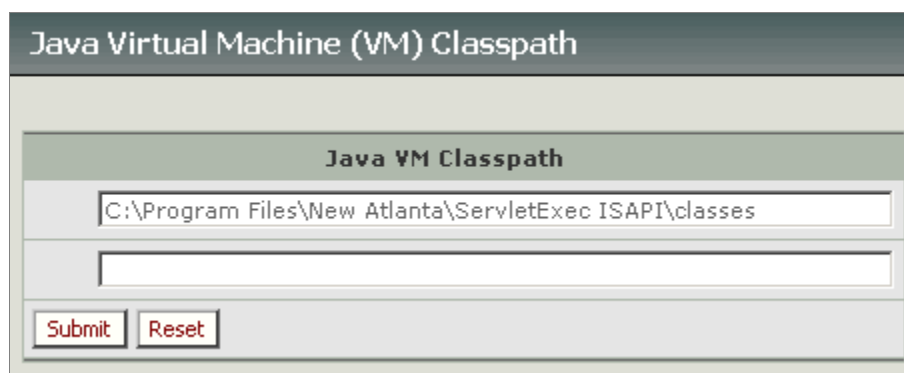 Java Virtual Machine (VM) Classpath
Java VM Classpath
C:\Program Files\New Atlanta\ServletExec ISAPI\classes
Submit Reset